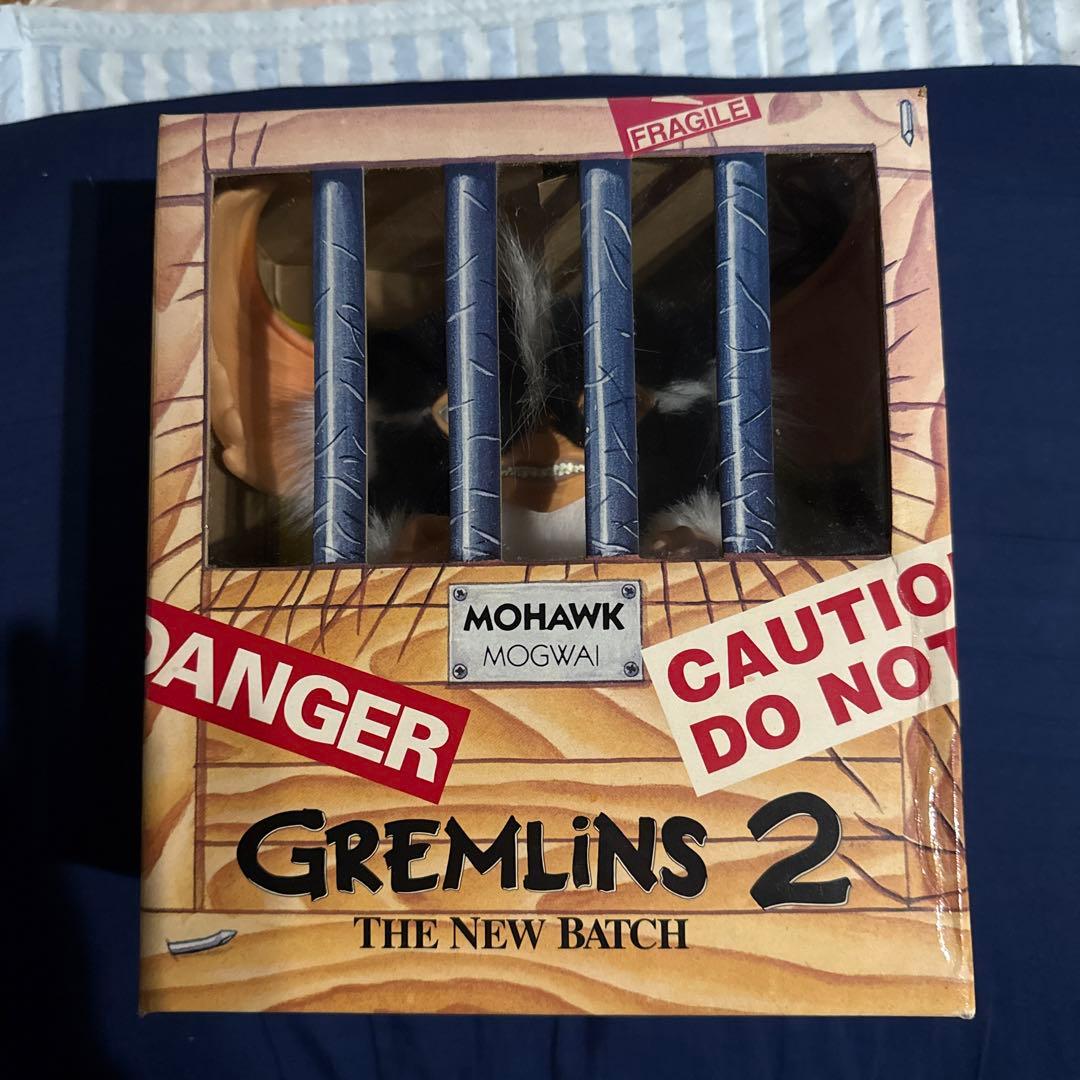 FRAGILE
MOHAWK
MOGWAI
DANGER
CAUTIO
DO NOT
GREMLiNS 2
THE NEW BATCH